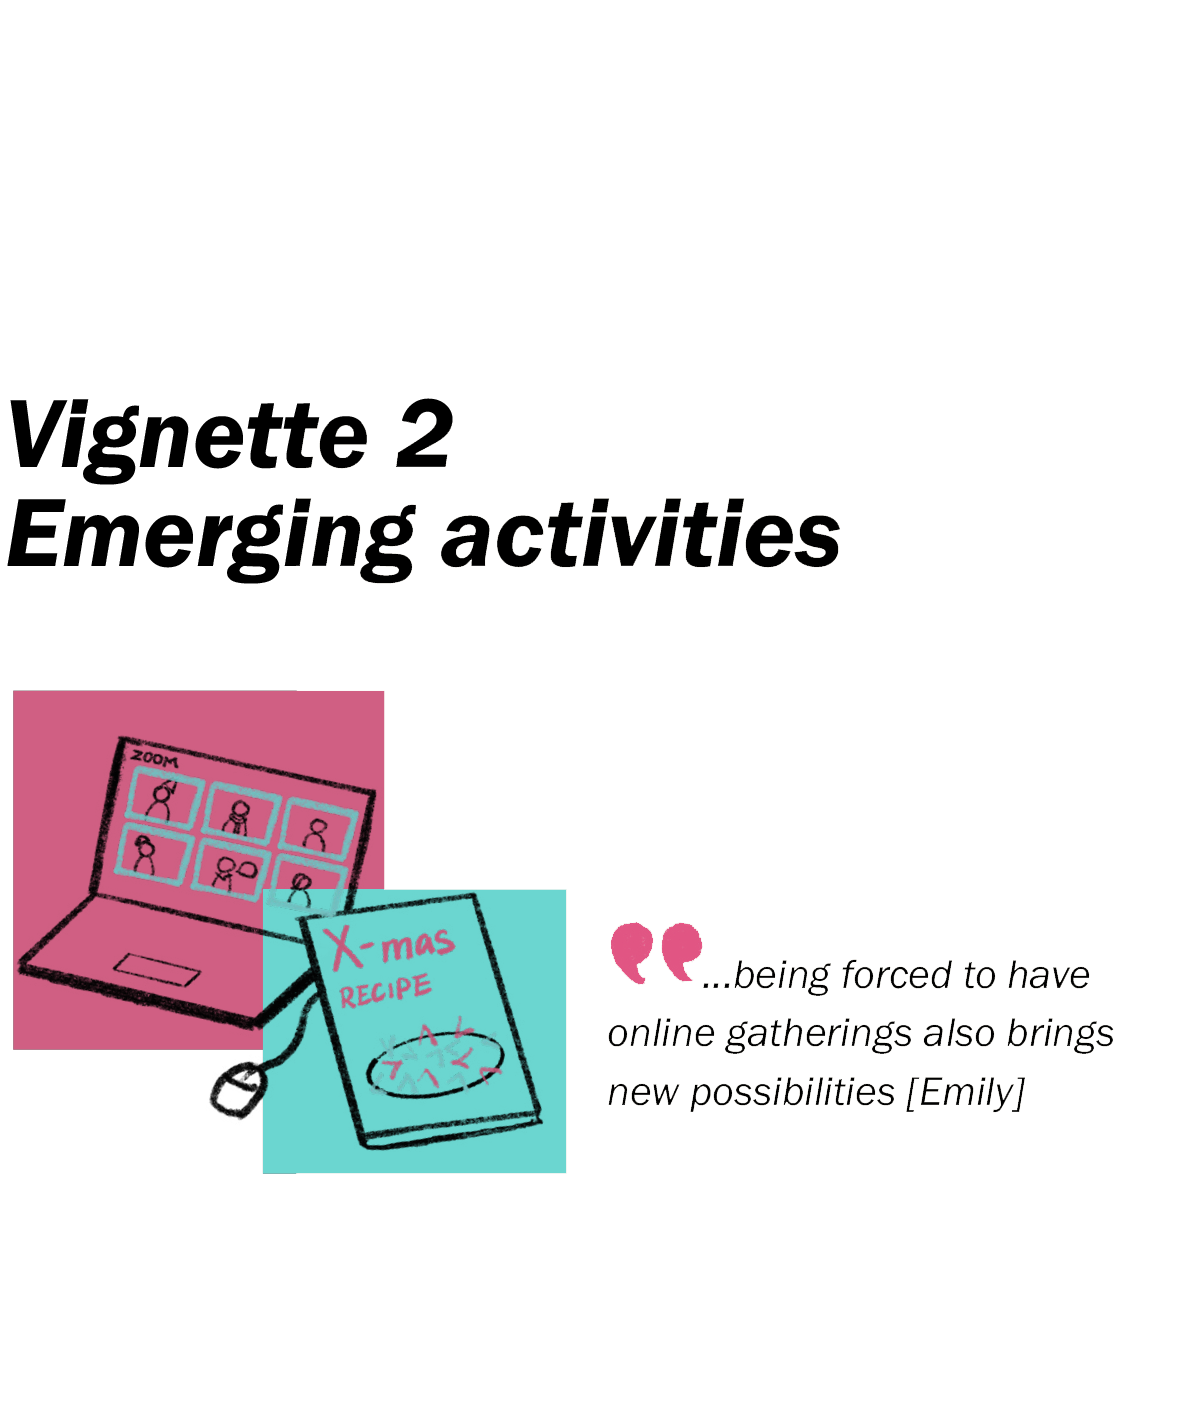 Vignette 2
Emerging activities
ZOOM
X-mas
RECIPE
...being forced to have
online gatherings also brings
new possibilities [Emily]